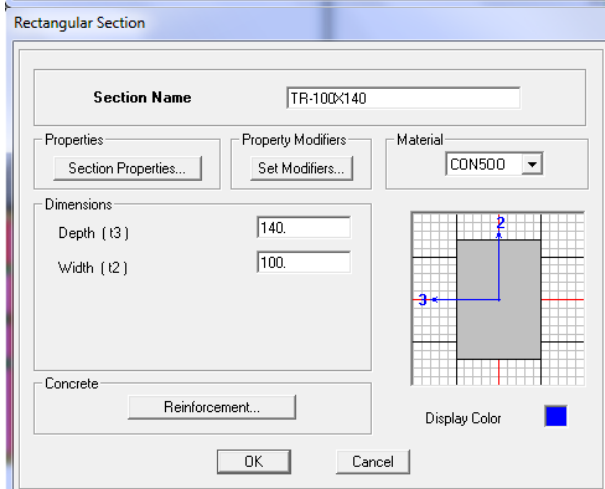 Rectangular Section
Section Name TR-100X140
Properties Property Modifiers Material
Section Properties... Set Modifiers... CON500
Dimensions
Depth ( t3 ) 140.
Width ( t2 ) 100.
2
3
Concrete
Reinforcement...
Display Color
OK Cancel